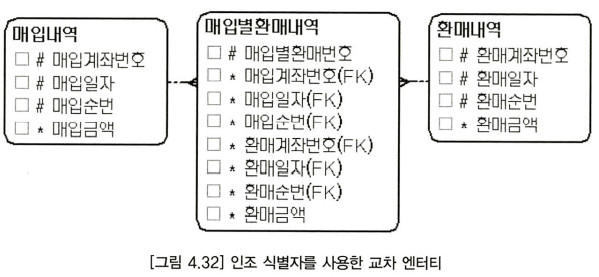 매입내역
# 매입계좌번호
# 매입일자
# 매입순번
* 매입금액
매입별환매내역
# 매입별환매번호
* 매입계좌번호(FK)
* 매입일자(FK)
* 매입순번(FK)
* 환매계좌번호(FK)
* 환매일자(FK)
* 환매순번(FK)
* 환매금액
환매내역
# 환매계좌번호
# 환매일자
# 환매순번
* 환매금액
[그림 4.32] 인조 식별자를 사용한 교차 엔터티